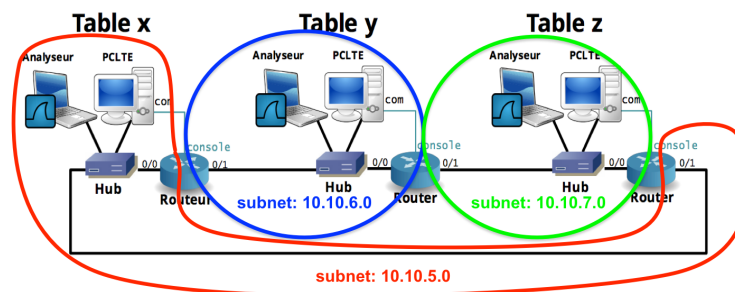 Table x
Table y
Table z
Analyseur
PCLTE
Analyseur
PCLTE
Analyseur
PCLTE
com
com
com
console
console
console
0/0
0/1
0/0
0/1
0/0
0/1
Hub
Hub
Hub
Routeur
Router
Router
subnet: 10.10.6.0
subnet: 10.10.7.0
subnet: 10.10.5.0